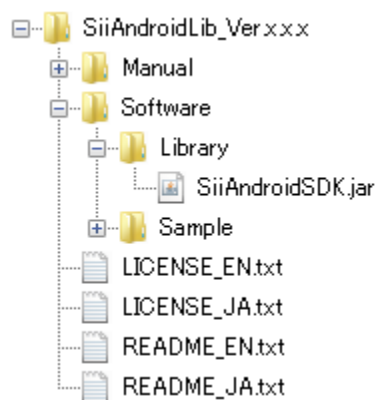 SiiAndroidLib_Ver.x.x.x
Manual
Software
Library
SiiAndroidSDK.jar
Sample
LICENSE_EN.txt
LICENSE_JA.txt
README_EN.txt
README_JA.txt